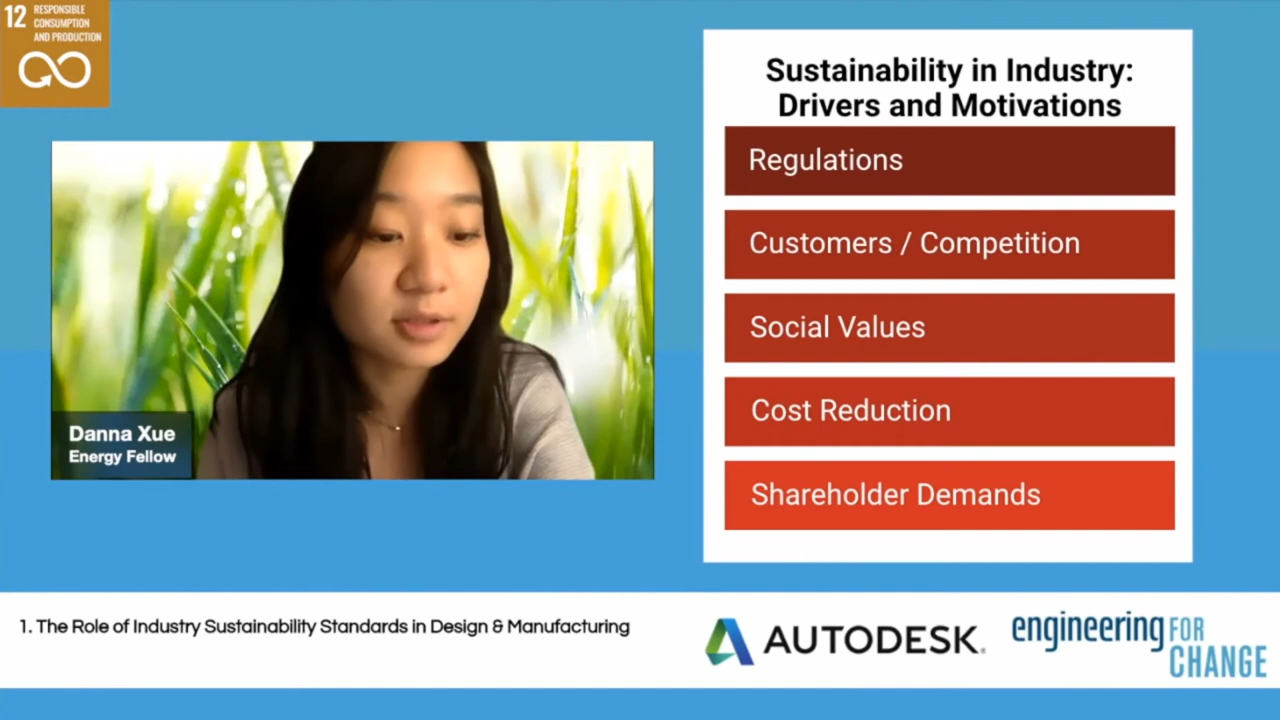 12 RESPONSIBLE
CONSUMPTION
AND PRODUCTION
Sustainability in Industry:
Drivers and Motivations
Regulations
Customers / Competition
Social Values
Cost Reduction
Shareholder Demands
Danna Xue
Energy Fellow
1. The Role of Industry Sustainability Standards in Design & Manufacturing
AUTODESK®
engineering FOR
CHANGE